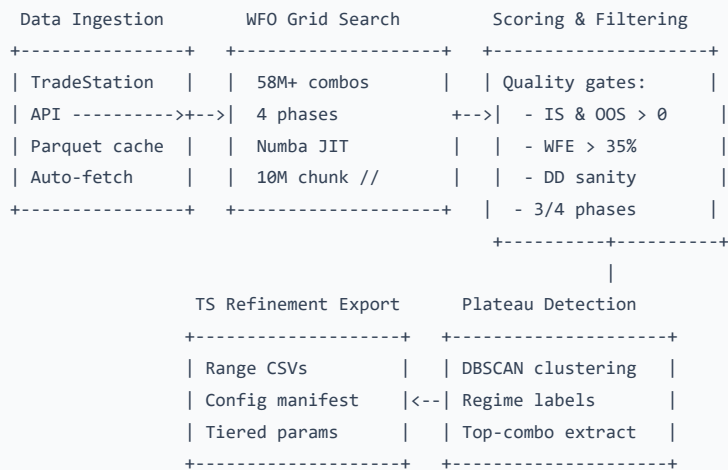 Data Ingestion WFO Grid Search Scoring & Filtering
+----------------+ +--------------------+ +---------------------+
| TradeStation | | 58M+ combos | | Quality gates: |
| API ---------->+-->| 4 phases +-->| - IS & OOS > 0 |
| Parquet cache | | Numba JIT | | - WFE > 35% |
| Auto-fetch | | 10M chunk // | | - DD sanity |
+----------------+ +--------------------+ | - 3/4 phases |
+----------+----------+
|
TS Refinement Export Plateau Detection
+--------------------+ +---------------------+
| Range CSVs | | DBSCAN clustering |
| Config manifest |<--| Regime labels |
| Tiered params | | Top-combo extract |
+--------------------+ +---------------------+